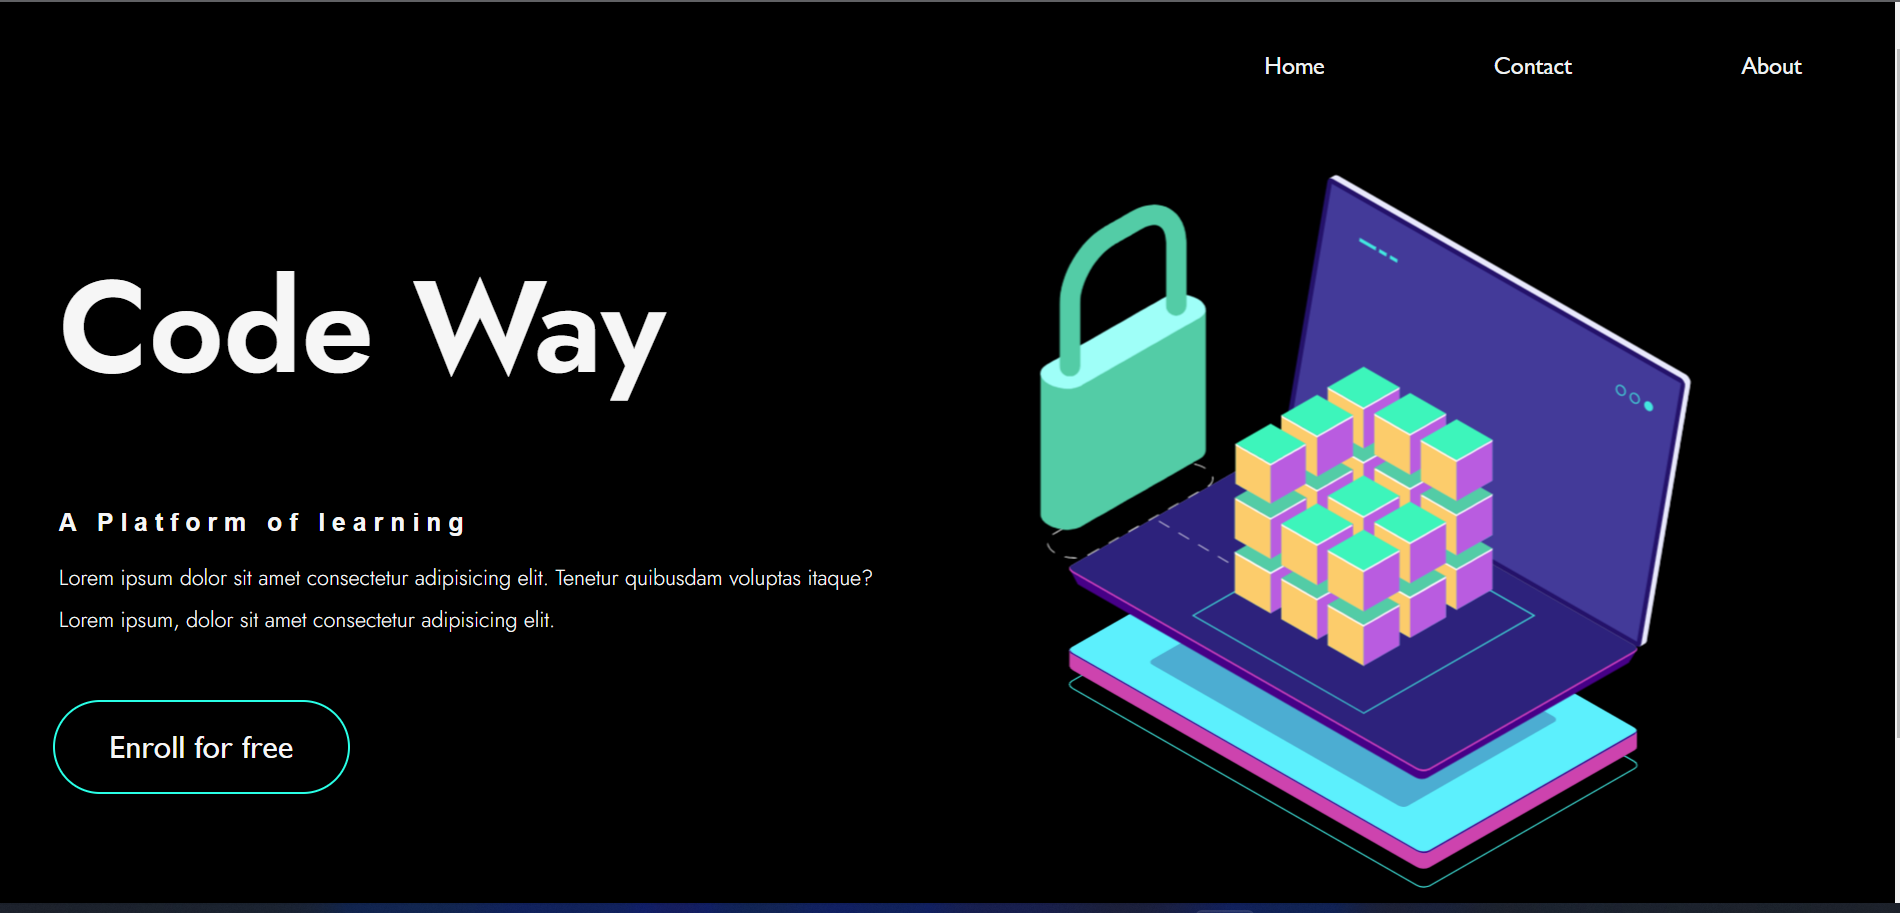 Home Contact About
Code Way
A Platform of learning
Lorem ipsum dolor sit amet consectetur adipisicing elit. Tenetur quibusdam voluptas itaque?
Lorem ipsum, dolor sit amet consectetur adipisicing elit.
Enroll for free